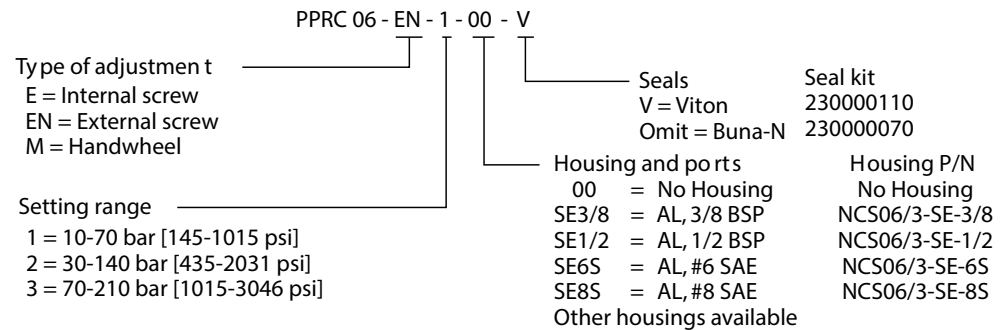 PPRC 06 - EN - 1 - 00 - V
Type of adjustmen t
E = Internal screw
EN = External screw
M = Handwheel
Setting range
1 = 10-70 bar [145-1015 psi]
2 = 30-140 bar [435-2031 psi]
3 = 70-210 bar [1015-3046 psi]
Seals Seal kit
V = Viton 230000110
Omit = Buna-N 230000070
Housing and po rts Housing P/N
00 = No Housing No Housing
SE3/8 = AL, 3/8 BSP NCS06/3-SE-3/8
SE1/2 = AL, 1/2 BSP NCS06/3-SE-1/2
SE6S = AL, #6 SAE NCS06/3-SE-6S
SE8S = AL, #8 SAE NCS06/3-SE-8S
Other housings available